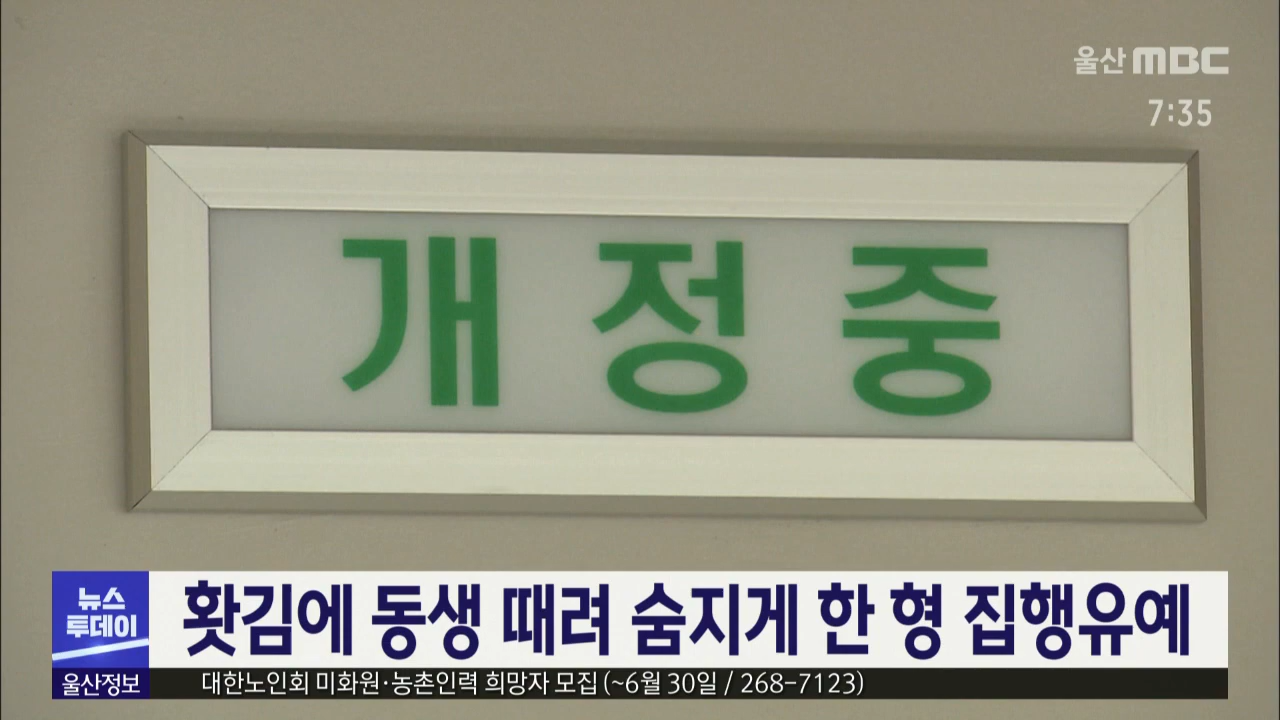 울산 MBC
7:35
개정중
뉴스
투데이
홧김에 동생 때려 숨지게 한 형 집행유예
울산정보
대한노인회 미화원·농촌인력 희망자 모집 (~6월 30일 / 268-7123)